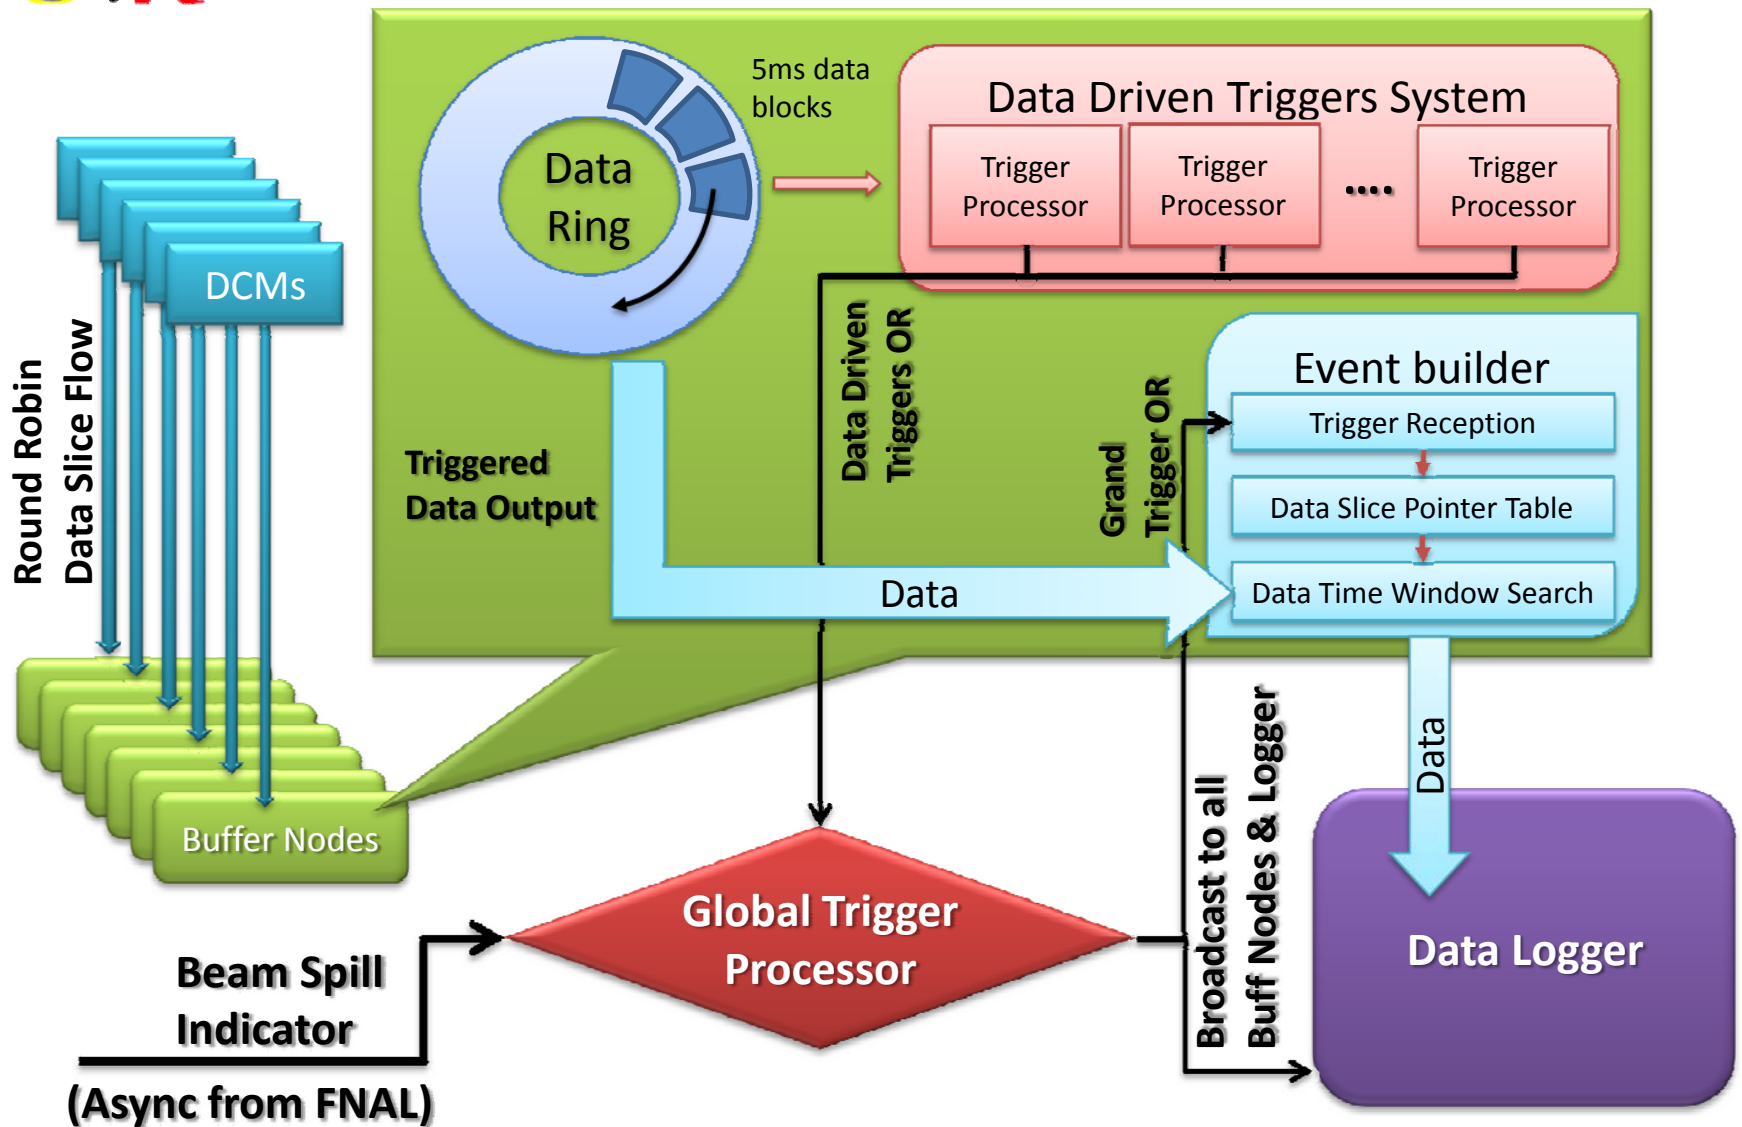 5ms data
blocks
Data Driven Triggers System
Trigger
Processor
Trigger
Processor
....
Trigger
Processor
Data
Ring
DCMs
Round Robin
Data Slice Flow
Data Driven
Triggers OR
Grand
Trigger OR
Event builder
Trigger Reception
Data Slice Pointer Table
Data Time Window Search
Triggered
Data Output
Data
Data
Buffer Nodes
Broadcast to all
Buff Nodes & Logger
Global Trigger
Processor
Data Logger
Beam Spill
Indicator
(Async from FNAL)